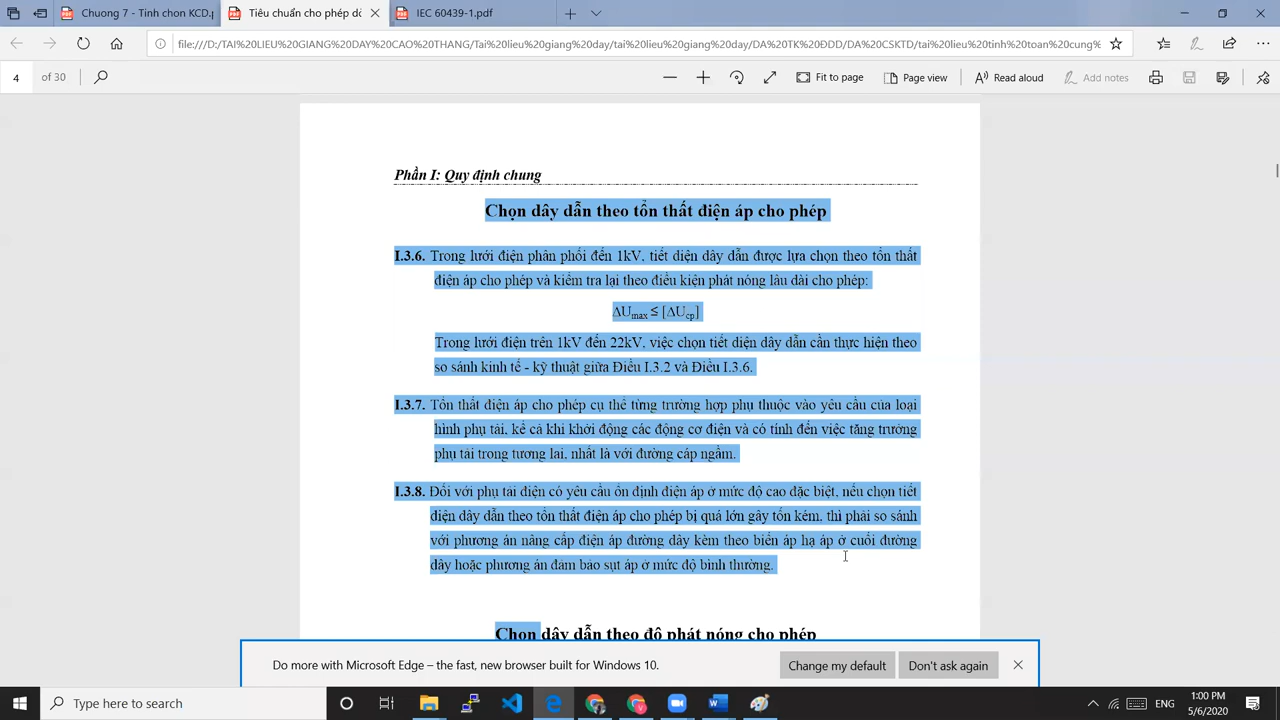 Chuong 7 - Tinh chon KCD.p
Tiêu chuẩn cho phép dò
IEC 60439-1.pdf
file:///D:/TAI%20LIEU%20GIANG%20DAY%20CAO%20THANG/Tai%20lieu%20giang%20day/tai%20lieu%20giang%20day/DA%20TK%20ĐDD/DA%20CSKTD/tai%20lieu%20tinh%20toan%20cung%
4 of 30
Fit to page
Page view
Read aloud
Add notes
Phần I: Quy định chung
Chọn dây dẫn theo tổn thất điện áp cho phép
I.3.6. Trong lưới điện phân phối đến 1kV, tiết diện dây dẫn được lựa chọn theo tổn thất
điện áp cho phép và kiểm tra lại theo điều kiện phát nóng lâu dài cho phép:
ΔUmax ≤ [ΔUcp]
Trong lưới điện trên 1kV đến 22kV, việc chọn tiết diện dây dẫn cần thực hiện theo
so sánh kinh tế - kỹ thuật giữa Điều I.3.2 và Điều I.3.6.
I.3.7. Tổn thất điện áp cho phép cụ thể từng trường hợp phụ thuộc vào yêu cầu của loại
hình phụ tải, kể cả khi khởi động các động cơ điện và có tính đến việc tăng trưởng
phụ tải trong tương lai, nhất là với đường cáp ngầm.
I.3.8. Đối với phụ tải điện có yêu cầu ổn định điện áp ở mức độ cao đặc biệt, nếu chọn tiết
diện dây dẫn theo tổn thất điện áp cho phép bị quá lớn gây tốn kém, thì phải so sánh
với phương án nâng cấp điện áp đường dây kèm theo biến áp hạ áp ở cuối đường
dây hoặc phương án đảm bảo sụt áp ở mức độ bình thường.
Chọn dây dẫn theo độ phát nóng cho phép
Do more with Microsoft Edge – the fast, new browser built for Windows 10.
Change my default
Don't ask again
Type here to search
ENG
1:00 PM
5/6/2020